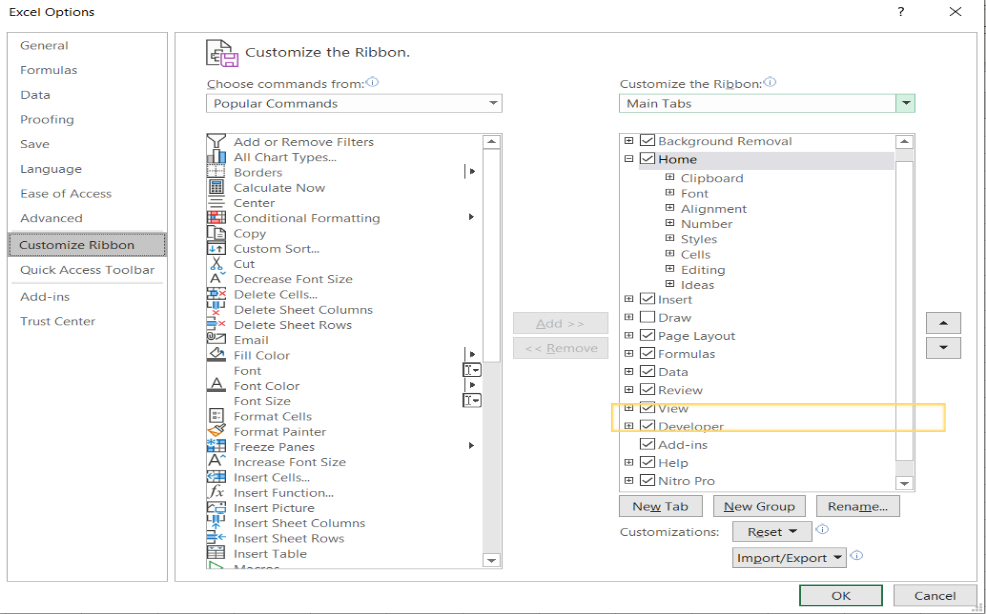 Excel Options
?
General
Formulas
Data
Proofing
Save
Language
Ease of Access
Advanced
Customize Ribbon
Quick Access Toolbar
Add-ins
Trust Center
Customize the Ribbon.
Choose commands from:
Popular Commands
Add or Remove Filters
All Chart Types...
Borders
Calculate Now
Center
Conditional Formatting
Copy
Custom Sort...
Cut
Decrease Font Size
Delete Cells...
Delete Sheet Columns
Delete Sheet Rows
Email
Fill Color
Font
Font Color
Font Size
Format Cells
Format Painter
Freeze Panes
Increase Font Size
Insert Cells...
Insert Function...
Insert Picture
Insert Sheet Columns
Insert Sheet Rows
Insert Table
Macros
Add >>
<< Remove
Customize the Ribbon:
Main Tabs
Background Removal
Home
Clipboard
Font
Alignment
Number
Styles
Cells
Editing
Ideas
Insert
Draw
Page Layout
Formulas
Data
Review
View
Developer
Add-ins
Help
Nitro Pro
New Tab
New Group
Rename...
Customizations:
Reset
Import/Export
OK
Cancel